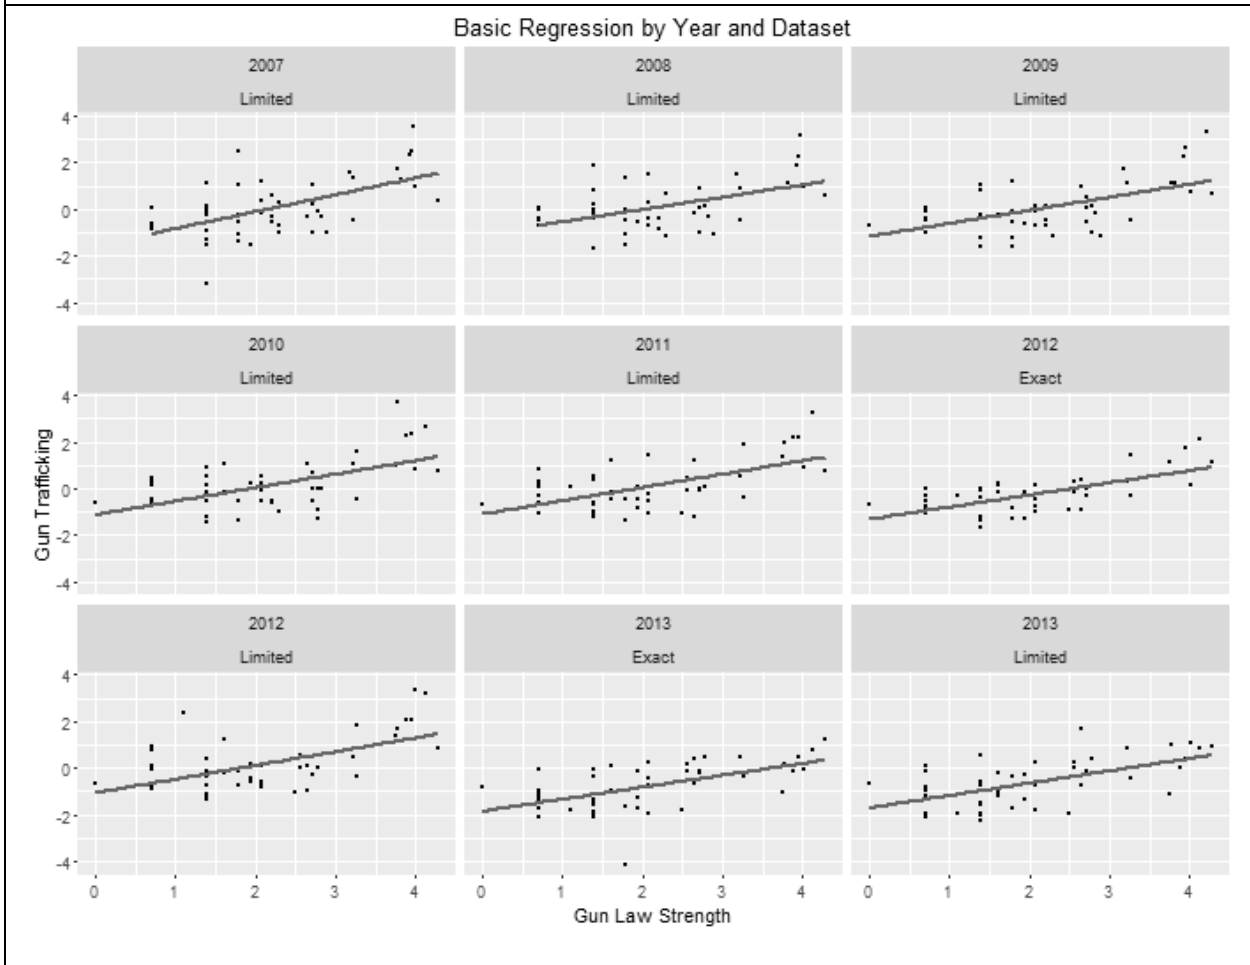 Basic Regression by Year and Dataset
2007 2008 2009
Limited Limited Limited
4
2
0
-2
-4
2010 2011 2012
Limited Limited Exact
4
2
0
-2
-4
Gun Trafficking
2012 2013 2013
Limited Exact Limited
4
2
0
-2
-4
0 1 2 3 4 0 1 2 3 4 0 1 2 3 4
Gun Law Strength